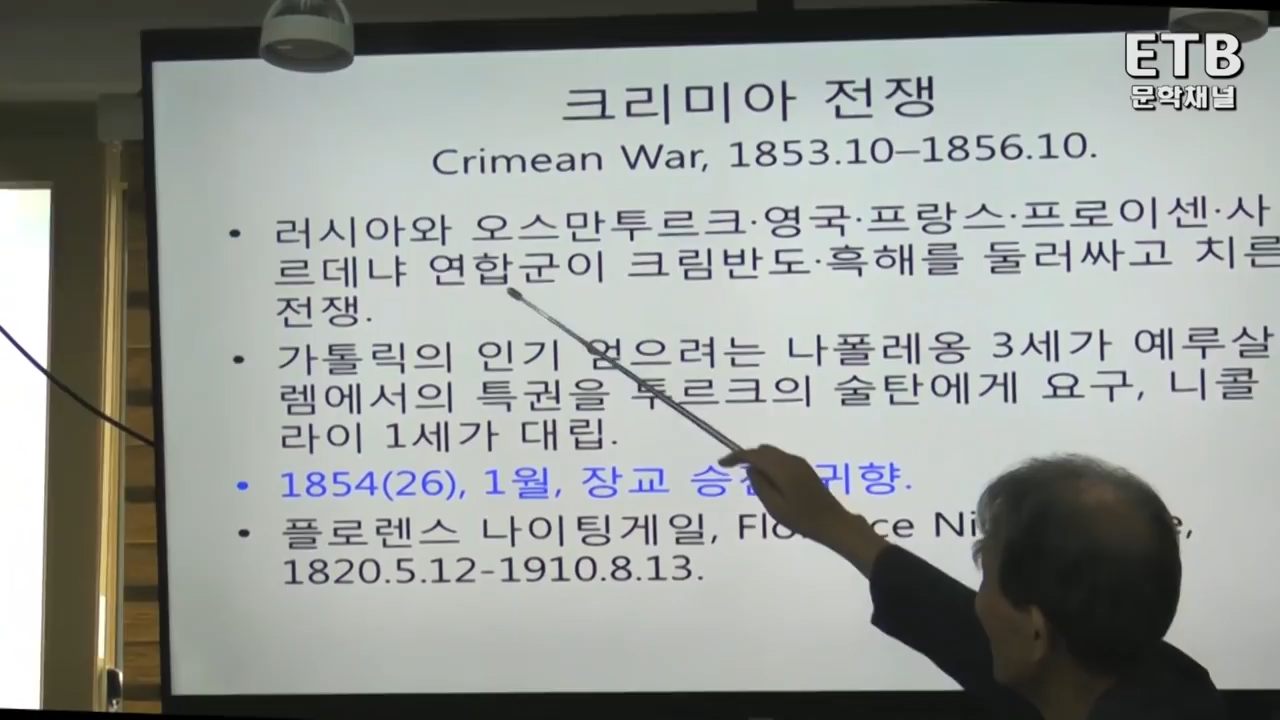 ETB
문학채널
크리미아 전쟁
Crimean War, 1853.10–1856.10.
• 러시아와 오스만투르크·영국·프랑스·프로이센·사
르데냐 연합군이 크림반도·흑해를 둘러싸고 치른
전쟁.
• 가톨릭의 인기 얻으려는 나폴레옹 3세가 예루살
렘에서의 특권을 투르크의 술탄에게 요구, 니콜
라이 1세가 대립.
• 1854(26), 1월, 장교 귀향.
• 플로렌스 나이팅게일,
1820.5.12-1910.8.13.